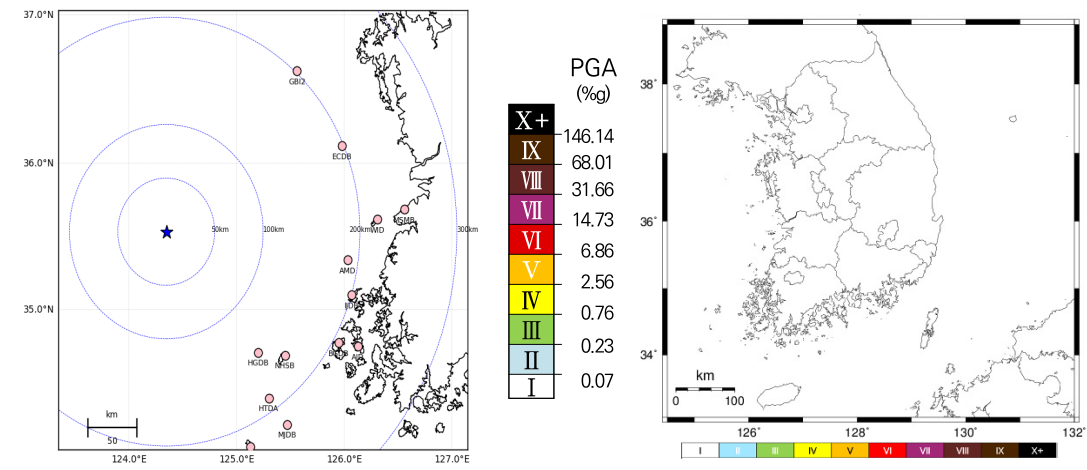 37.0°N
36.0°N
35.0°N
124.0°E
125.0°E
126.0°E
127.0°E
GBI2
ECDB
MSMB
WID
50km
100km
200km
300km
AMD
HGDB
NHSB
HTDA
MJDB
km
50
PGA
(%g)
X+
IX
VIII
VII
VI
V
IV
III
II
I
146.14
68.01
31.66
14.73
6.86
2.56
0.76
0.23
0.07
38°
36°
34°
km
0 100
126° 128° 130° 132°
I II III IV V VI VII VIII IX X+